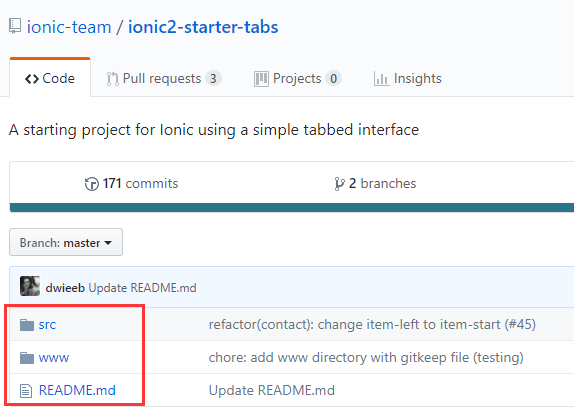 ionic-team / ionic2-starter-tabs
Code Pull requests 3 Projects 0 Insights
A starting project for Ionic using a simple tabbed interface
171 commits 2 branches
Branch: master
dwieeb Update README.md
src refactor(contact): change item-left to item-start (#45)
www chore: add www directory with gitkeep file (testing)
README.md Update README.md